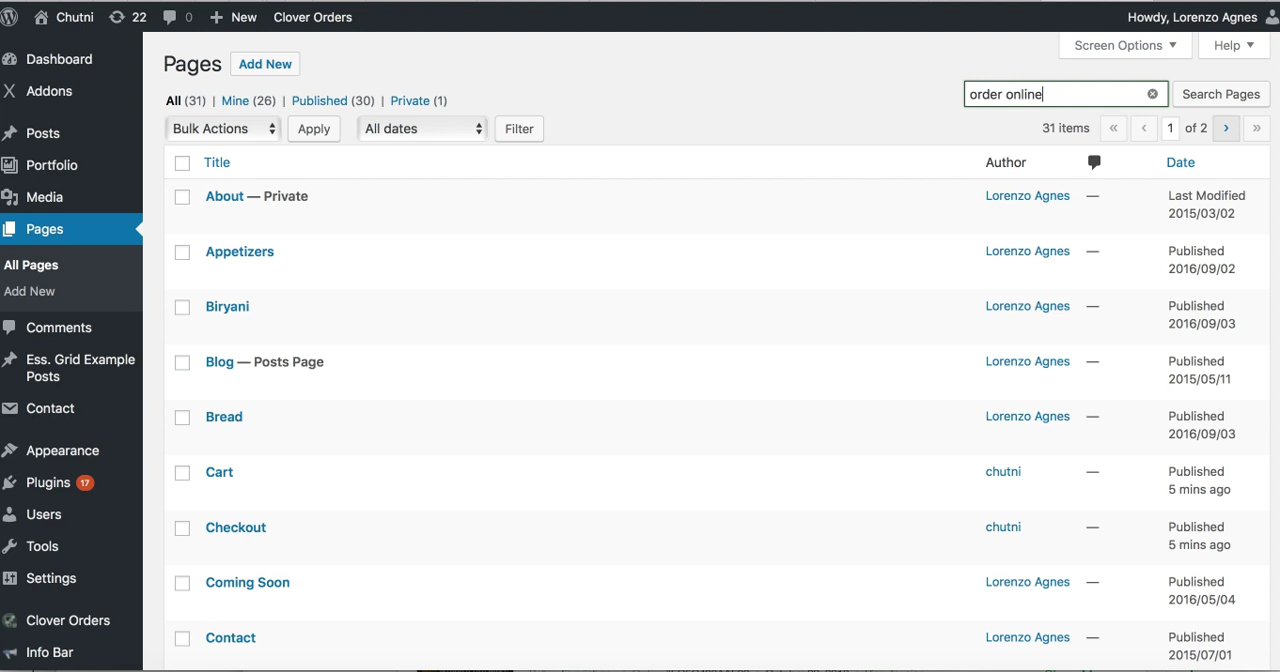 Chutni 22 0 New Clover Orders Howdy, Lorenzo Agnes
Screen Options Help
Dashboard
Addons
Posts
Portfolio
Media
Pages
All Pages
Add New
Comments
Ess. Grid Example
Posts
Contact
Appearance
Plugins 17
Users
Tools
Settings
Clover Orders
Info Bar
Pages Add New
All (31) | Mine (26) | Published (30) | Private (1)
order online Search Pages
Bulk Actions Apply All dates Filter 31 items « ‹ 1 of 2 › »
Title Author Date
About — Private Lorenzo Agnes — Last Modified
2015/03/02
Appetizers Lorenzo Agnes — Published
2016/09/02
Biryani Lorenzo Agnes — Published
2016/09/03
Blog — Posts Page Lorenzo Agnes — Published
2015/05/11
Bread Lorenzo Agnes — Published
2016/09/03
Cart chutni — Published
5 mins ago
Checkout chutni — Published
5 mins ago
Coming Soon Lorenzo Agnes — Published
2016/05/04
Contact Lorenzo Agnes — Published
2015/07/01